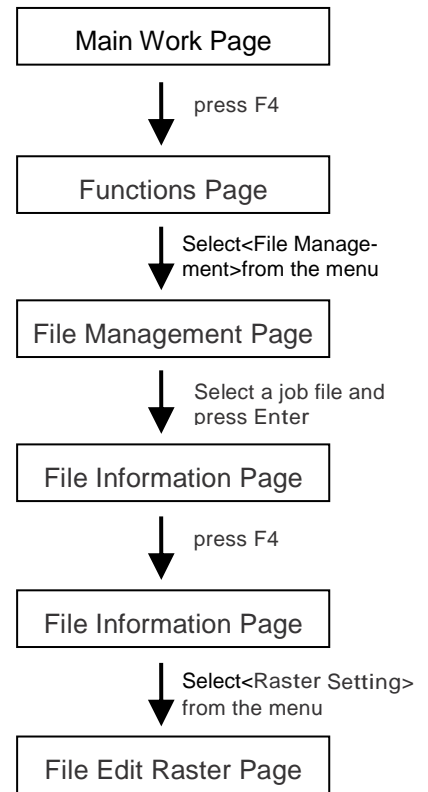 Main Work Page
press F4
Functions Page
Select<File Manage-
ment>from the menu
File Management Page
Select a job file and
press Enter
File Information Page
press F4
File Information Page
Select<Raster Setting>
from the menu
File Edit Raster Page